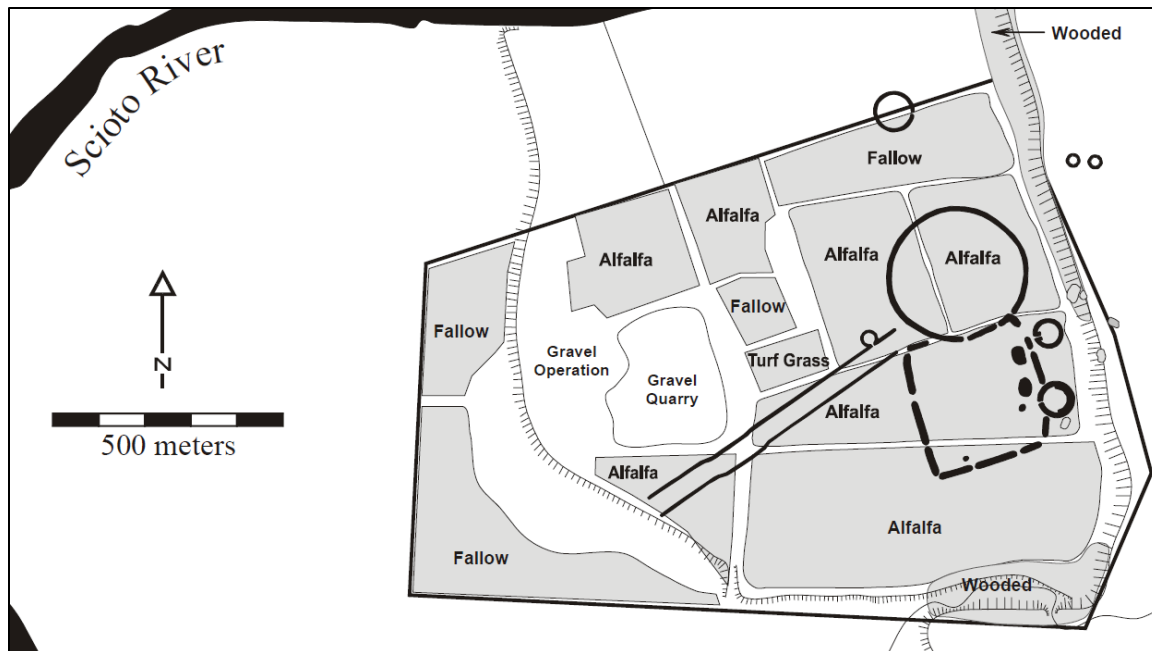 Wooded
Scioto River
Fallow
Alfalfa
Alfalfa
Alfalfa
Alfalfa
Fallow
Fallow
Gravel
Operation
Turf Grass
Gravel
Quarry
Alfalfa
N
500 meters
Alfalfa
Alfalfa
Fallow
Wooded